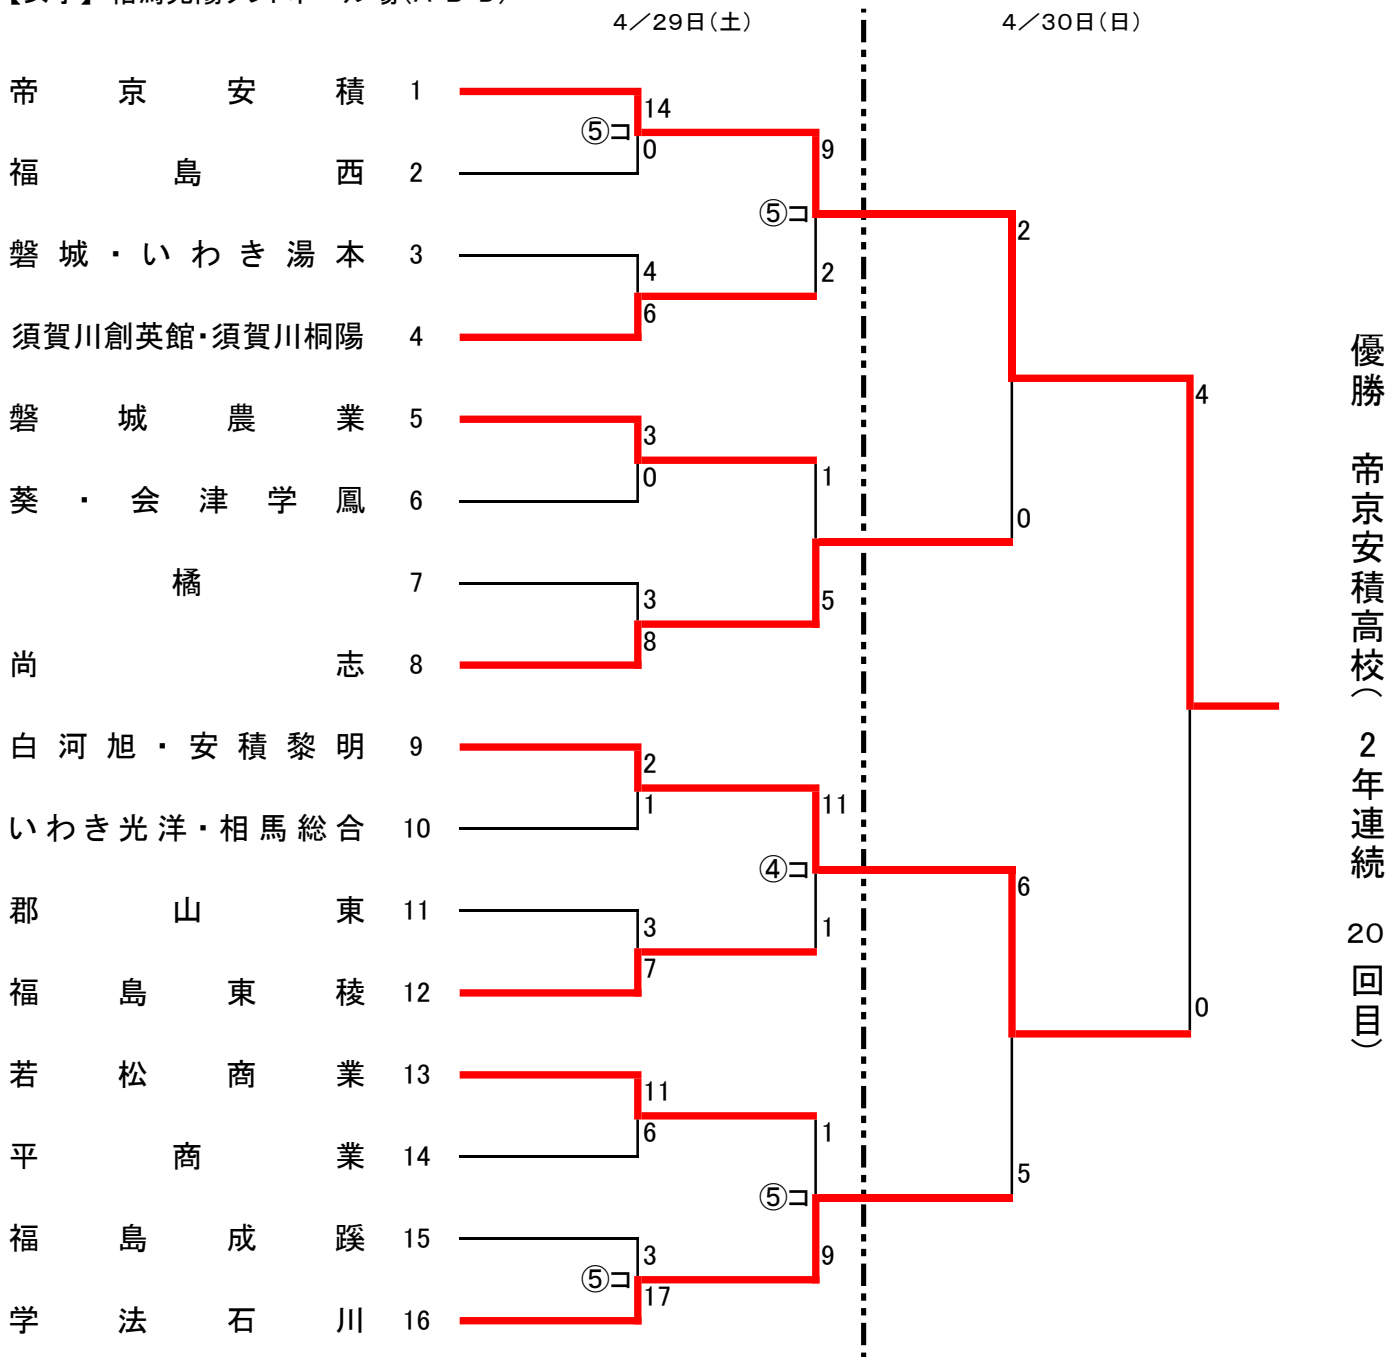 4／29日（土）
4／30日（日）
帝京安積 1
福島西 2
磐城・いわき湯本 3
須賀川創英館・須賀川桐陽 4
磐城農業 5
葵・会津学鳳 6
橘 7
尚志 8
白河旭・安積黎明 9
いわき光洋・相馬総合 10
郡山東 11
福島東稜 12
若松商業 13
平商業 14
福島成蹊 15
学法石川 16
14
⑤コ
0
4
6
3
0
3
8
2
1
3
7
11
6
3
⑤コ
17
9
⑤コ
2
1
5
11
④コ
1
1
⑤コ
9
2
0
6
5
4
0
優勝 帝京安積高校（2年連続 20回目）